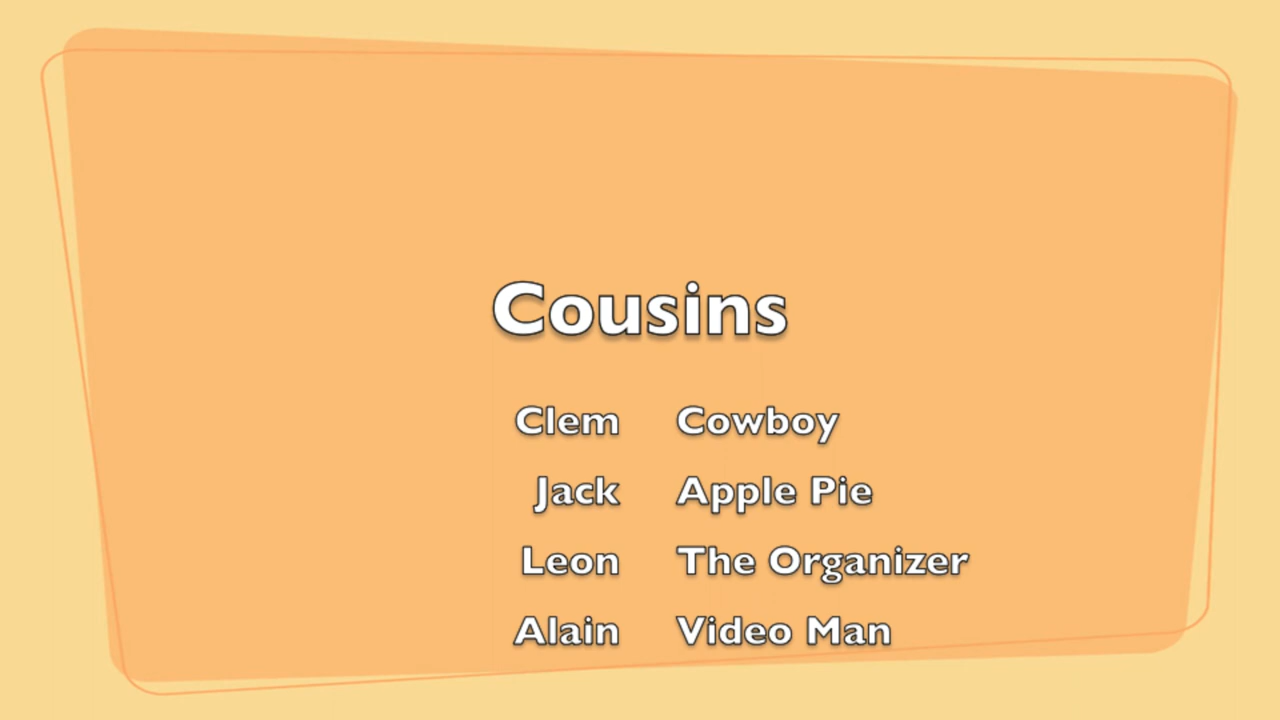 Cousins
Clem Cowboy
Jack Apple Pie
Leon The Organizer
Alain Video Man